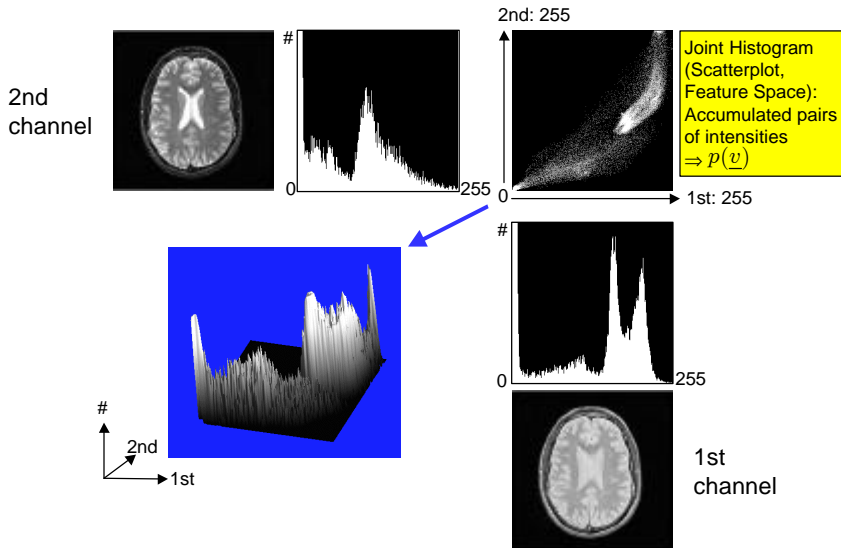 2nd: 255
#
Joint Histogram
(Scatterplot,
Feature Space):
Accumulated pairs
of intensities
⇒ p(v)
2nd
channel
0
255
0
1st: 255
#
0
255
#
2nd
1st
1st
channel